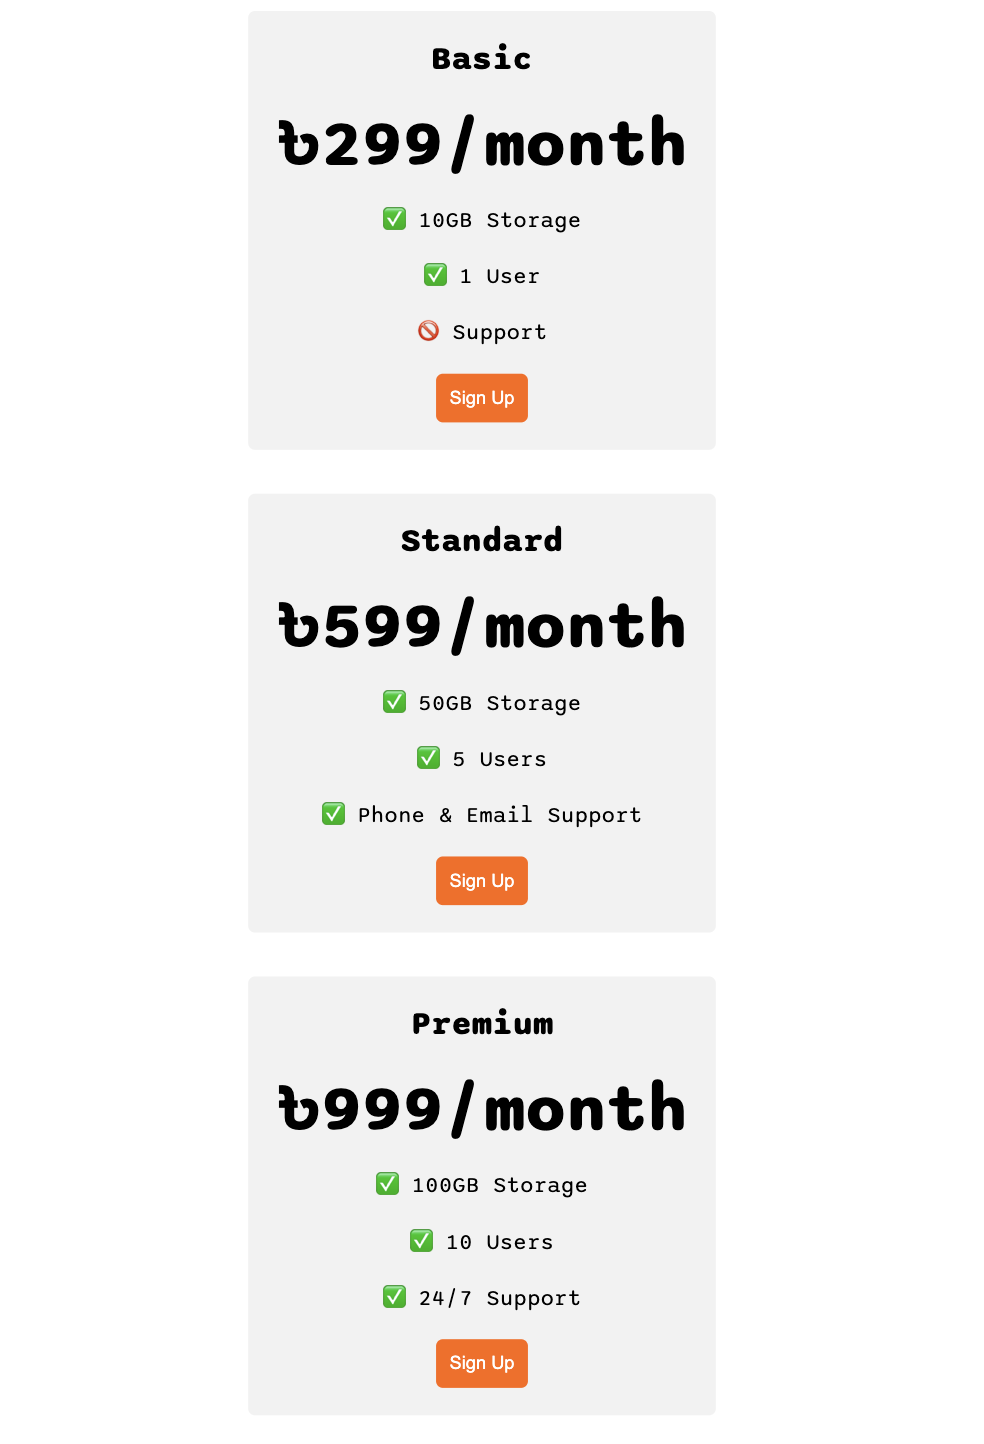 Basic
৳299/month
✅ 10GB Storage
✅ 1 User
🚫 Support
Sign Up
Standard
৳599/month
✅ 50GB Storage
✅ 5 Users
✅ Phone & Email Support
Sign Up
Premium
৳999/month
✅ 100GB Storage
✅ 10 Users
✅ 24/7 Support
Sign Up